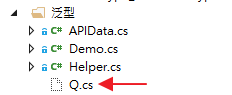 泛型
C# APIData.cs
C# Demo.cs
C# Helper.cs
Q.cs